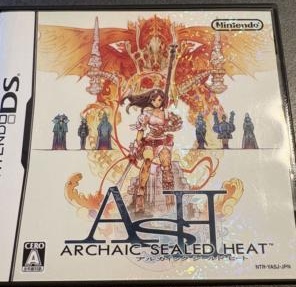 Nintendo
NINTENDO DS
ASH
ARCHAIC SEALED HEAT™
アルカイック シールド ヒート
CERO
A
NTR-YASJ-JPN